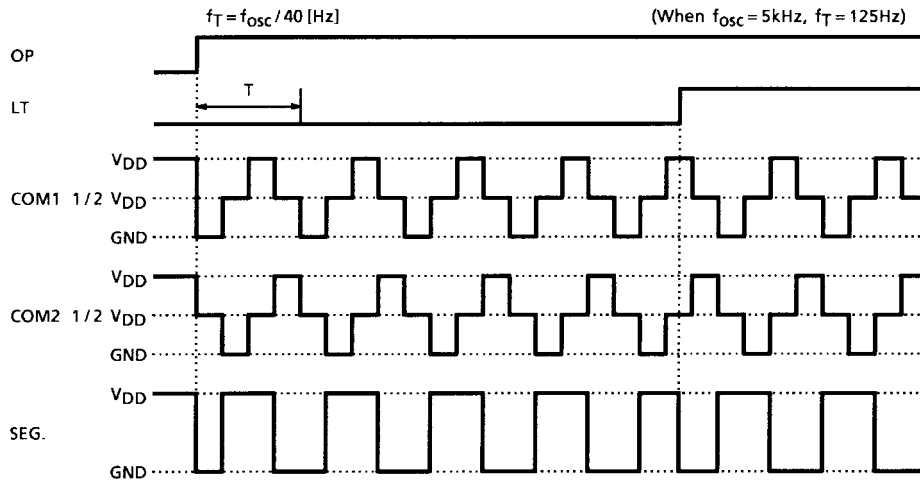 fT = fosc / 40 [Hz] (When fosc = 5kHz, fT = 125Hz)
OP
T
LT
VDD
COM1 1/2 VDD
GND
VDD
COM2 1/2 VDD
GND
VDD
SEG.
GND